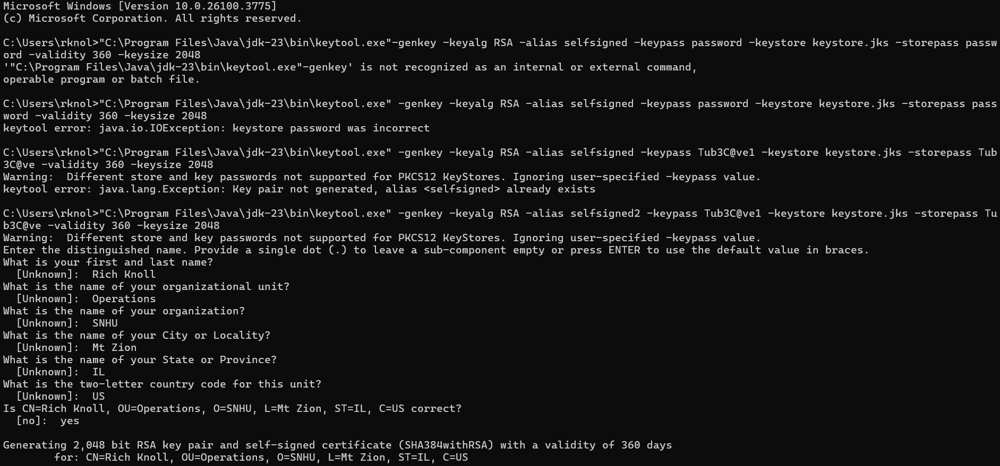 Microsoft Windows [Version 10.0.26100.3775]
(c) Microsoft Corporation. All rights reserved.
C:\Users\rknol>"C:\Program Files\Java\jdk-23\bin\keytool.exe"-genkey -keyalg RSA -alias selfsigned -keypass password -keystore keystore.jks -storepass passw
ord -validity 360 -keysize 2048
'"C:\Program Files\Java\jdk-23\bin\keytool.exe"-genkey' is not recognized as an internal or external command,
operable program or batch file.
C:\Users\rknol>"C:\Program Files\Java\jdk-23\bin\keytool.exe" -genkey -keyalg RSA -alias selfsigned -keypass password -keystore keystore.jks -storepass pass
word -validity 360 -keysize 2048
keytool error: java.io.IOException: keystore password was incorrect
C:\Users\rknol>"C:\Program Files\Java\jdk-23\bin\keytool.exe" -genkey -keyalg RSA -alias selfsigned -keypass Tub3C@ve1 -keystore keystore.jks -storepass Tub
3C@ve -validity 360 -keysize 2048
Warning:  Different store and key passwords not supported for PKCS12 KeyStores. Ignoring user-specified -keypass value.
keytool error: java.lang.Exception: Key pair not generated, alias <selfsigned> already exists
C:\Users\rknol>"C:\Program Files\Java\jdk-23\bin\keytool.exe" -genkey -keyalg RSA -alias selfsigned2 -keypass Tub3C@ve1 -keystore keystore.jks -storepass Tu
b3C@ve -validity 360 -keysize 2048
Warning:  Different store and key passwords not supported for PKCS12 KeyStores. Ignoring user-specified -keypass value.
Enter the distinguished name. Provide a single dot (.) to leave a sub-component empty or press ENTER to use the default value in braces.
What is your first and last name?
  [Unknown]:  Rich Knoll
What is the name of your organizational unit?
  [Unknown]:  Operations
What is the name of your organization?
  [Unknown]:  SNHU
What is the name of your City or Locality?
  [Unknown]:  Mt Zion
What is the name of your State or Province?
  [Unknown]:  IL
What is the two-letter country code for this unit?
  [Unknown]:  US
Is CN=Rich Knoll, OU=Operations, O=SNHU, L=Mt Zion, ST=IL, C=US correct?
  [no]:  yes
Generating 2,048 bit RSA key pair and self-signed certificate (SHA384withRSA) with a validity of 360 days
        for: CN=Rich Knoll, OU=Operations, O=SNHU, L=Mt Zion, ST=IL, C=US